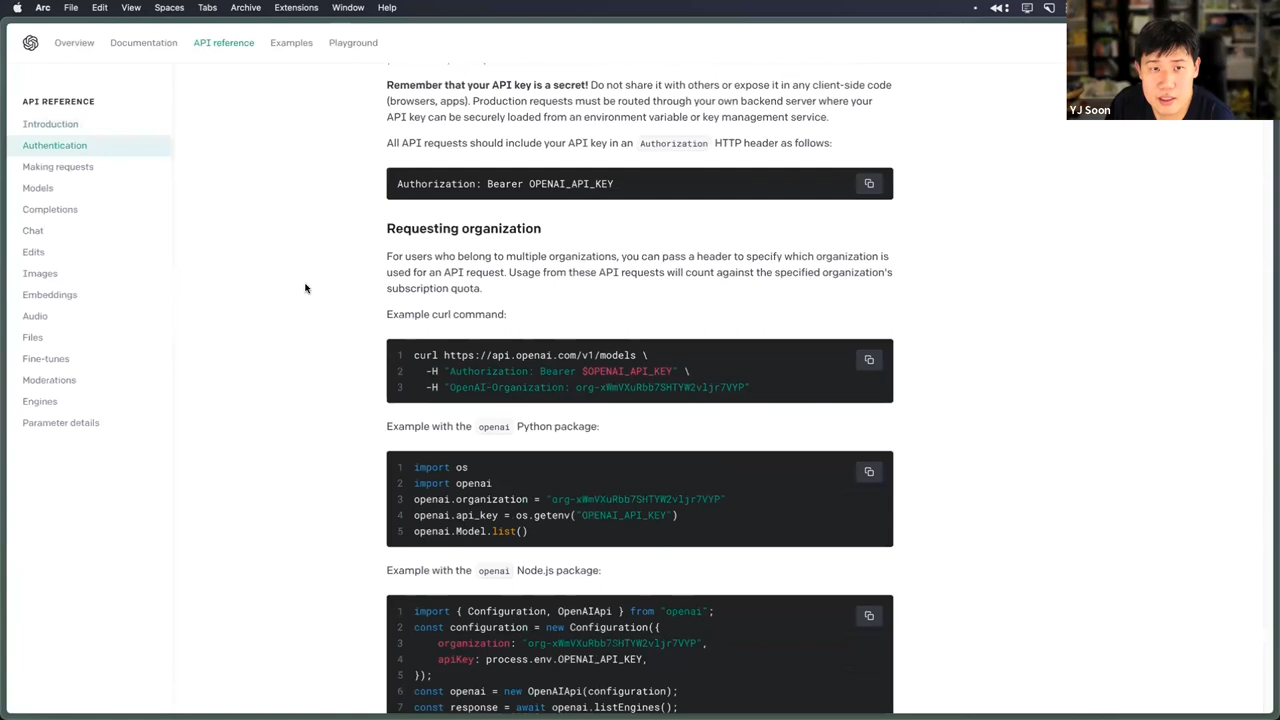 Arc File Edit View Spaces Tabs Archive Extensions Window Help
Overview Documentation API reference Examples Playground
YJ Soon
API REFERENCE
Introduction
Authentication
Making requests
Models
Completions
Chat
Edits
Images
Embeddings
Audio
Files
Fine-tunes
Moderations
Engines
Parameter details
Remember that your API key is a secret! Do not share it with others or expose it in any client-side code
(browsers, apps). Production requests must be routed through your own backend server where your
API key can be securely loaded from an environment variable or key management service.
All API requests should include your API key in an Authorization HTTP header as follows:
Authorization: Bearer OPENAI_API_KEY
Requesting organization
For users who belong to multiple organizations, you can pass a header to specify which organization is
used for an API request. Usage from these API requests will count against the specified organization's
subscription quota.
Example curl command:
1 curl https://api.openai.com/v1/models \
2 -H "Authorization: Bearer $OPENAI_API_KEY" \
3 -H "OpenAI-Organization: org-xWmVXuRbb7SHTYW2vljr7VYP"
Example with the openai Python package:
1 import os
2 import openai
3 openai.organization = "org-xWmVXuRbb7SHTYW2vljr7VYP"
4 openai.api_key = os.getenv("OPENAI_API_KEY")
5 openai.Model.list()
Example with the openai Node.js package:
1 import { Configuration, OpenAIApi } from "openai";
2 const configuration = new Configuration({
3 organization: "org-xWmVXuRbb7SHTYW2vljr7VYP",
4 apiKey: process.env.OPENAI_API_KEY,
5 });
6 const openai = new OpenAIApi(configuration);
7 const response = await openai.listEngines();